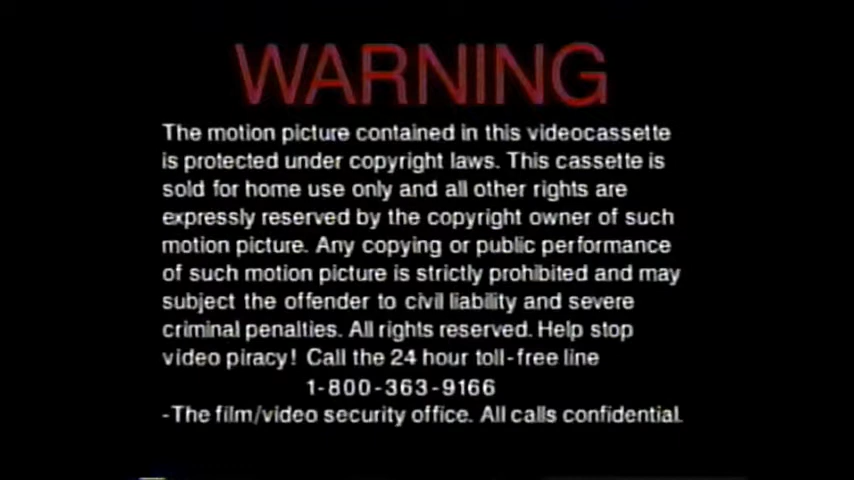 WARNING
The motion picture contained in this videocassette
is protected under copyright laws. This cassette is
sold for home use only and all other rights are
expressly reserved by the copyright owner of such
motion picture. Any copying or public performance
of such motion picture is strictly prohibited and may
subject the offender to civil liability and severe
criminal penalties. All rights reserved. Help stop
video piracy! Call the 24 hour toll-free line
1-800-363-9166
-The film/video security office. All calls confidential.